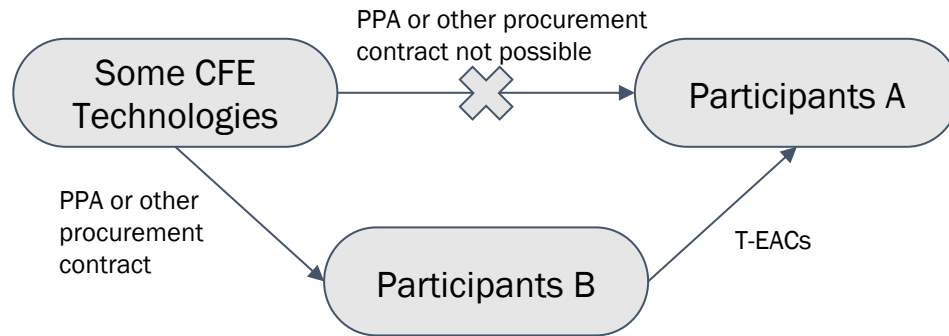 PPA or other procurement
contract not possible
Some CFE
Technologies
Participants A
PPA or other
procurement
contract
T-EACs
Participants B